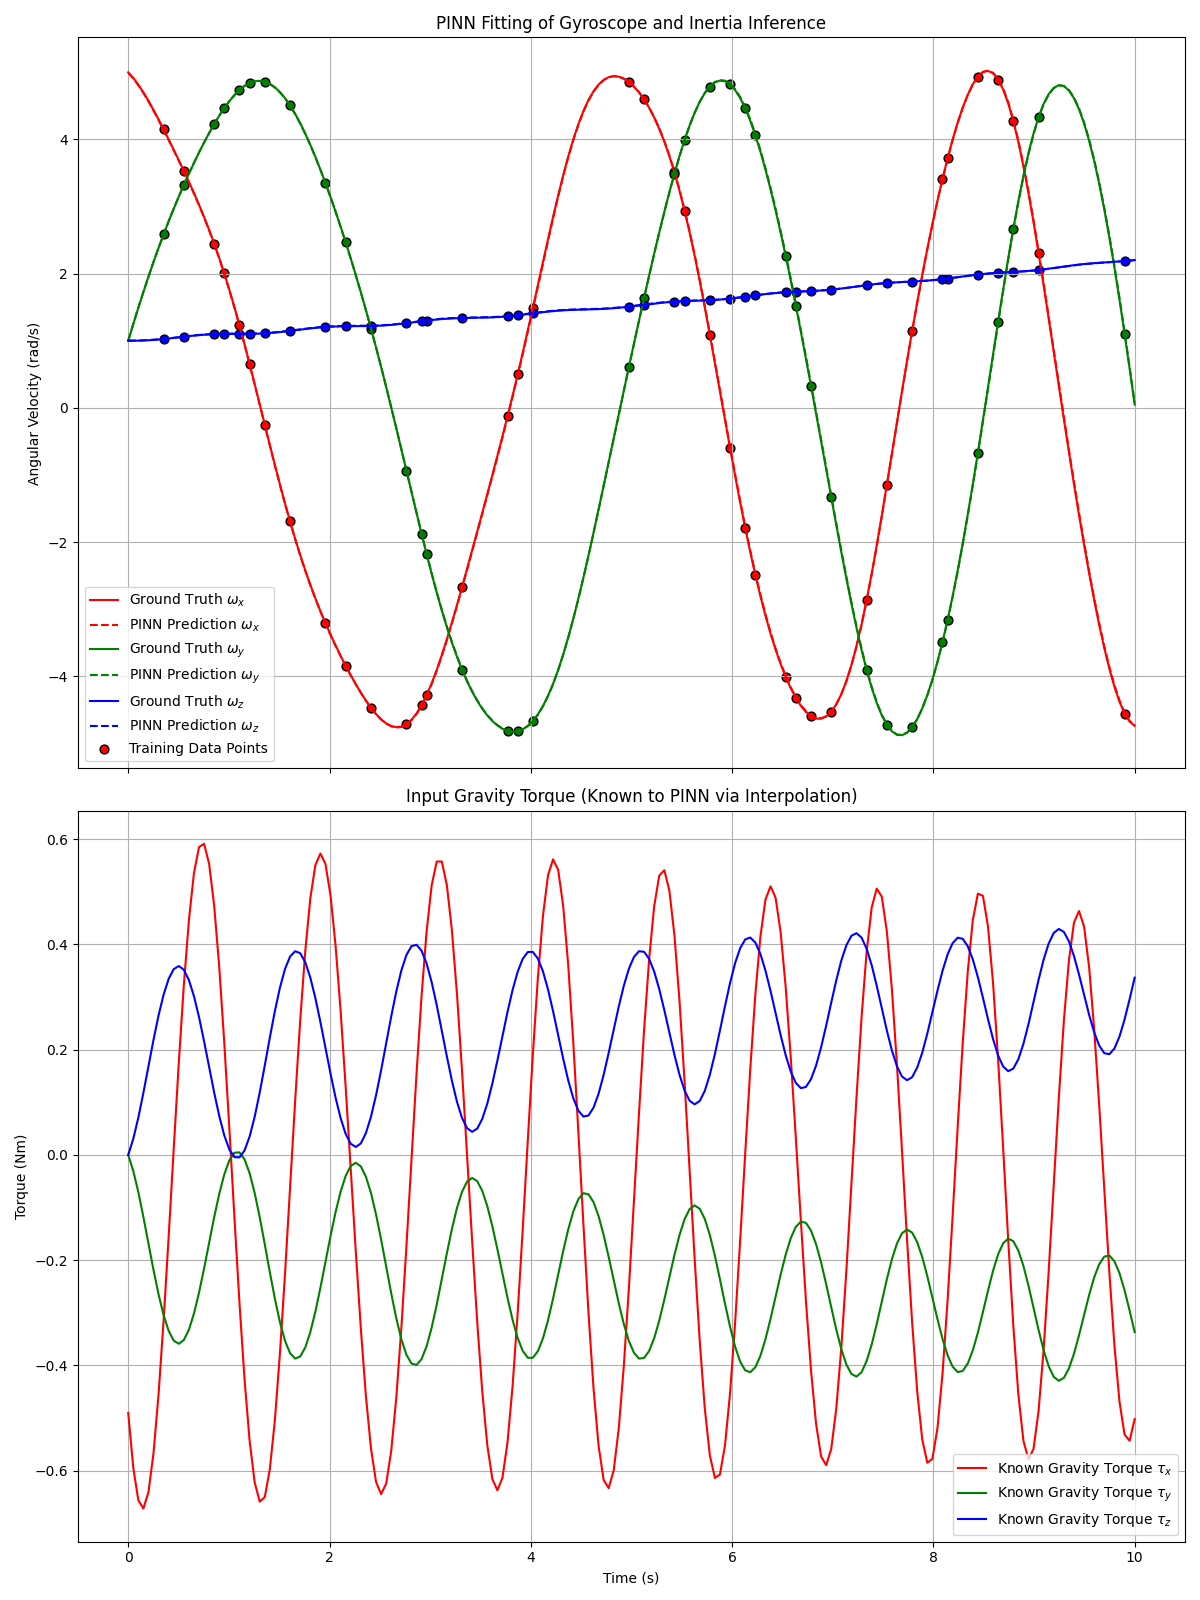 PINN Fitting of Gyroscope and Inertia Inference
4
2
0
−2
−4
Angular Velocity (rad/s)
Ground Truth ωx
PINN Prediction ωx
Ground Truth ωy
PINN Prediction ωy
Ground Truth ωz
PINN Prediction ωz
Training Data Points
Input Gravity Torque (Known to PINN via Interpolation)
0.6
0.4
0.2
0.0
−0.2
−0.4
−0.6
Torque (Nm)
Known Gravity Torque τx
Known Gravity Torque τy
Known Gravity Torque τz
0 2 4 6 8 10
Time (s)